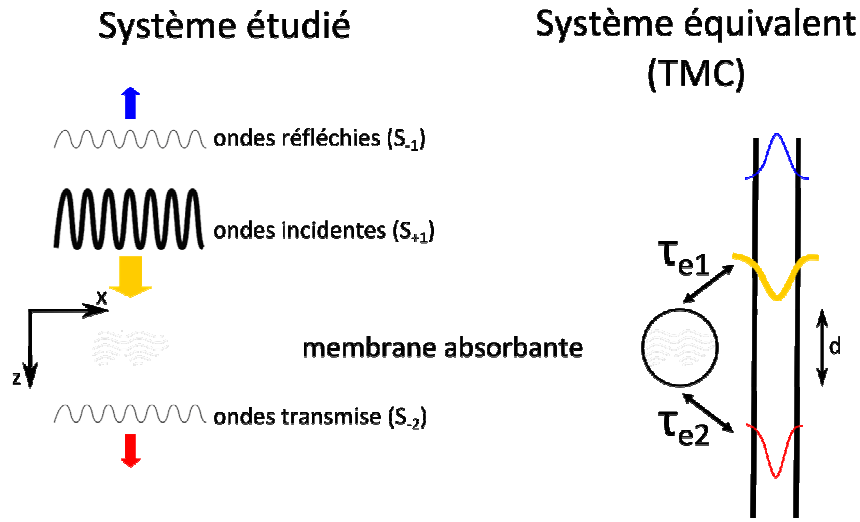 Système étudié
Système équivalent
(TMC)
ondes réfléchies (S-1)
ondes incidentes (S+1)
τe1
x
membrane absorbante
d
z
ondes transmise (S-2)
τe2